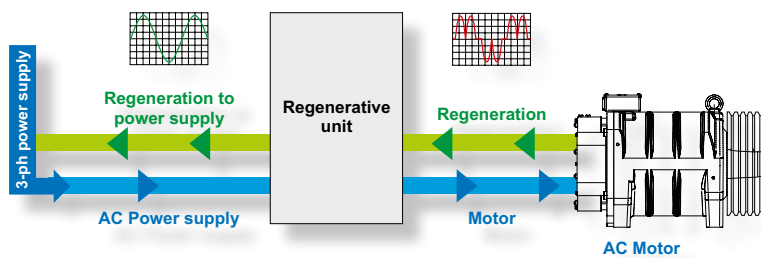 3-ph power supply
Regeneration to
power supply
Regenerative
unit
Regeneration
AC Power supply
Motor
AC Motor